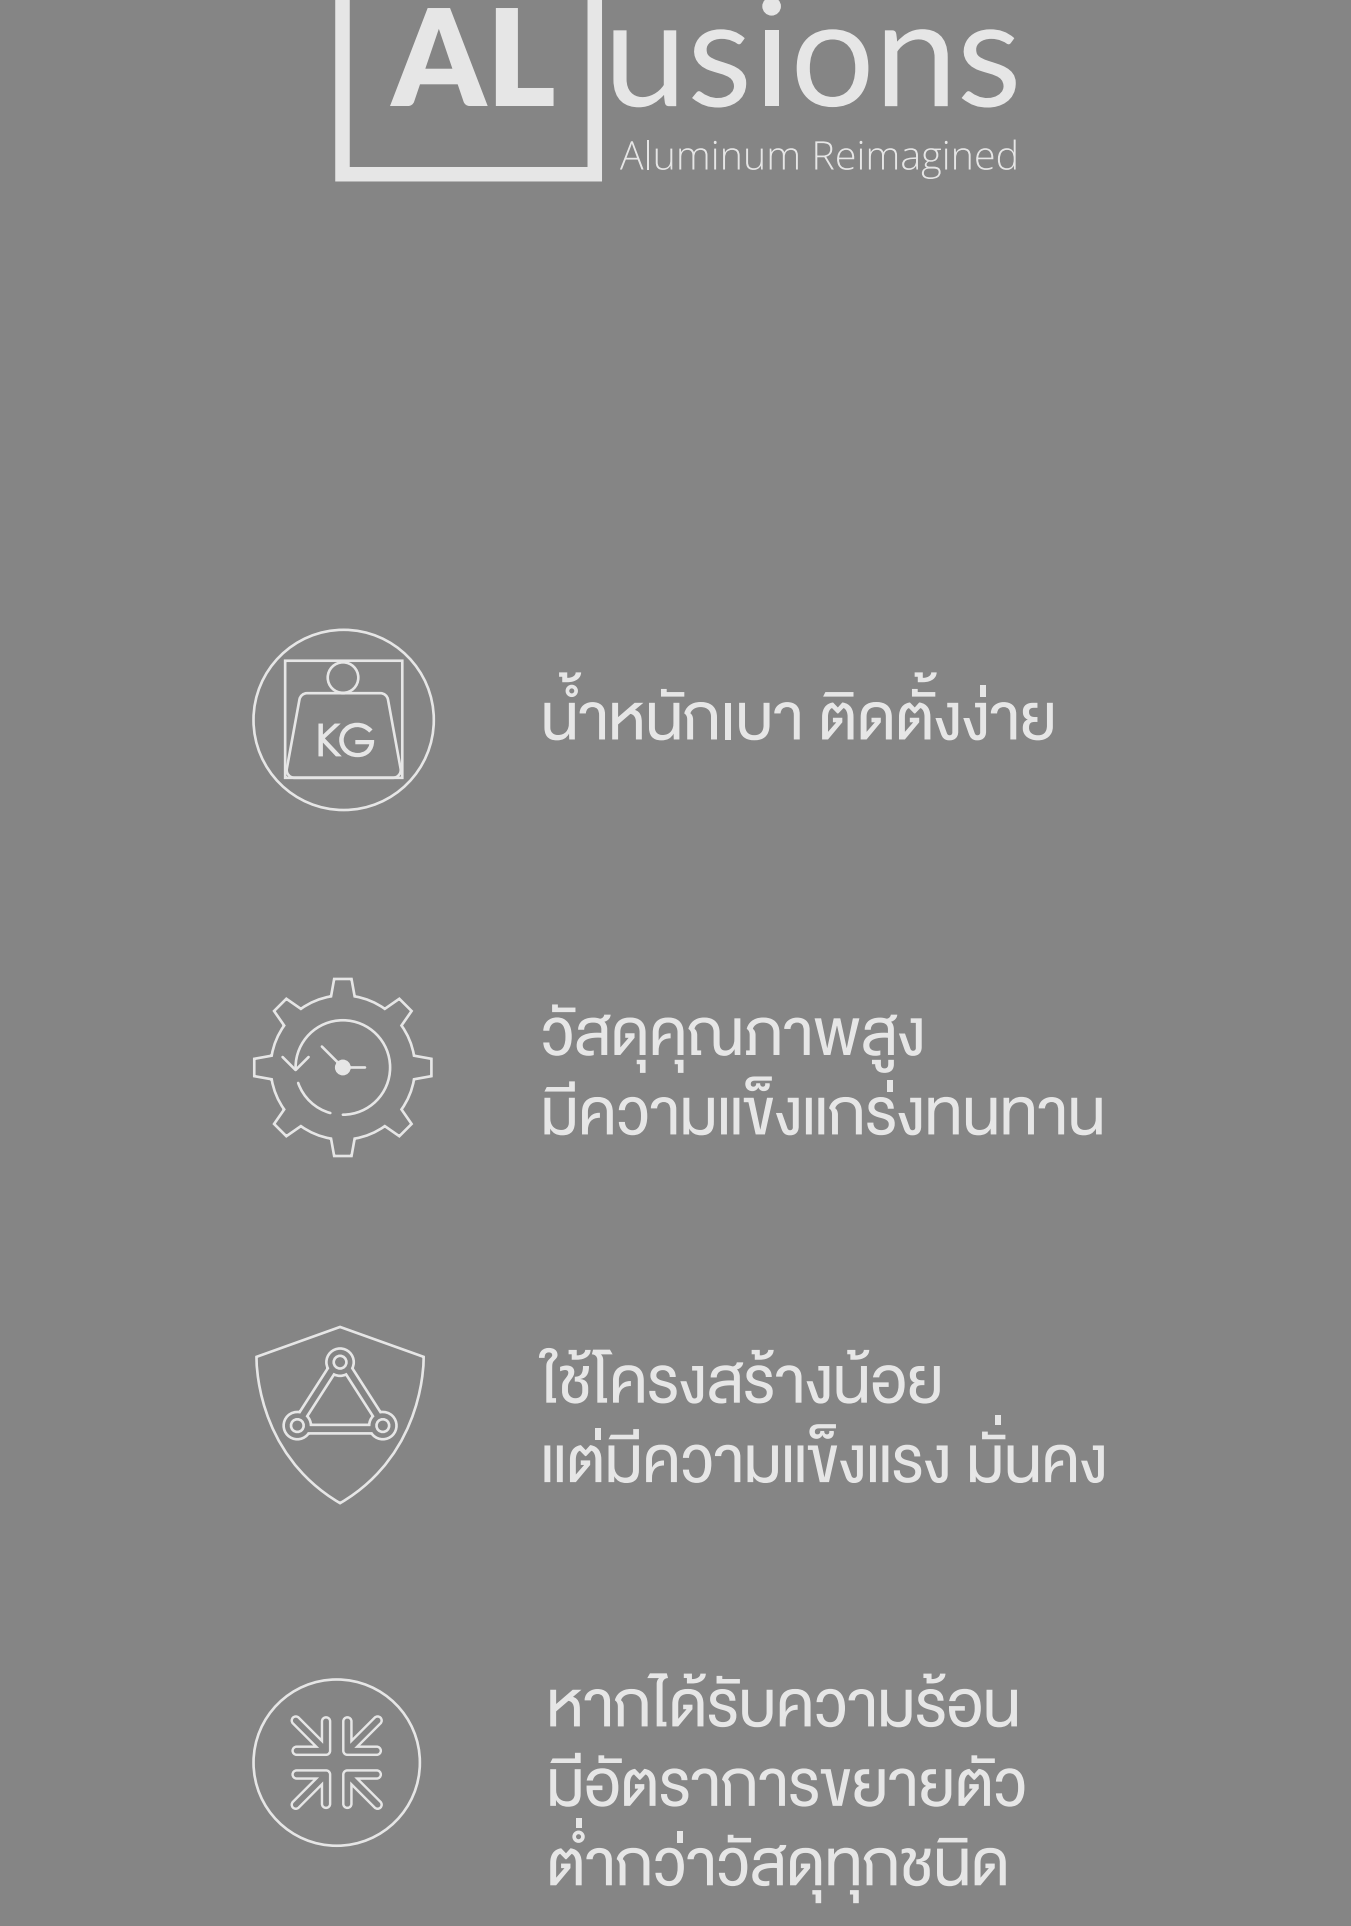 ALusions
Aluminum Reimagined
KG
น้ำหนักเบา ติดตั้งง่าย
วัสดุคุณภาพสูง
มีความแข็งแกร่งทนทาน
ใช้โครงสร้างน้อย
แต่มีความแข็งแรง มั่นคง
หากได้รับความร้อน
มีอัตราการขยายตัว
ต่ำกว่าวัสดุทุกชนิด